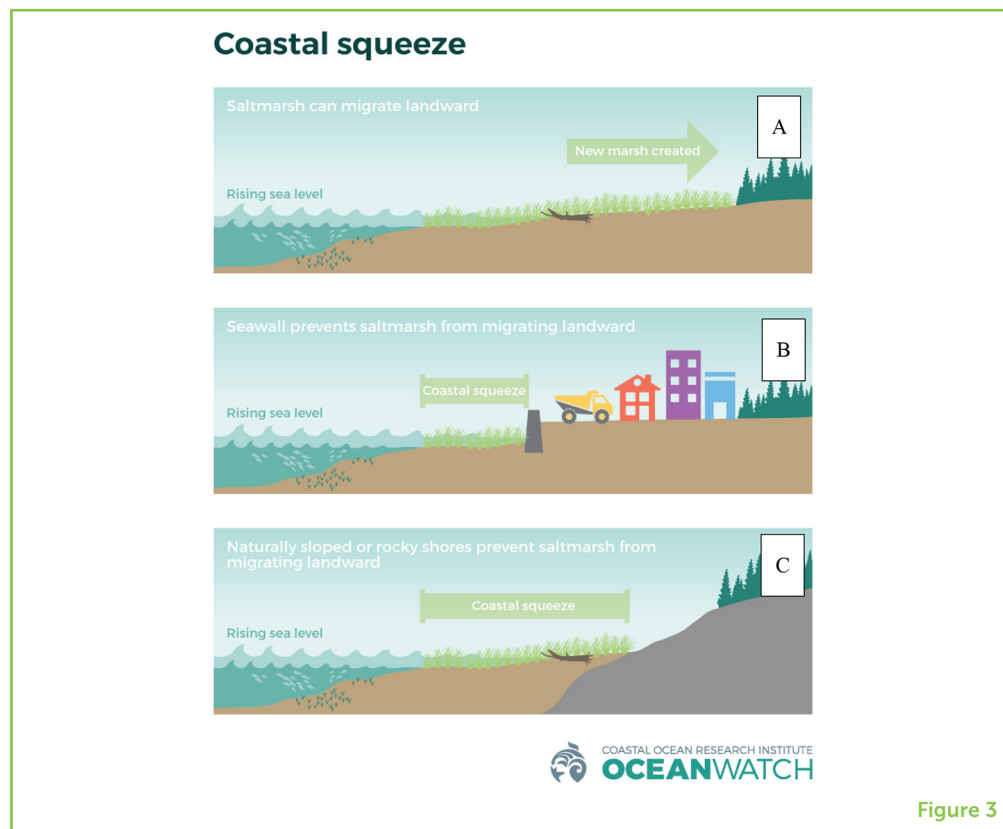 Coastal squeeze
Saltmarsh can migrate landward
A
New marsh created
Rising sea level
Seawall prevents saltmarsh from migrating landward
B
Coastal squeeze
Rising sea level
Naturally sloped or rocky shores prevent saltmarsh from
migrating landward
C
Coastal squeeze
Rising sea level
COASTAL OCEAN RESEARCH INSTITUTE
OCEANWATCH
Figure 3